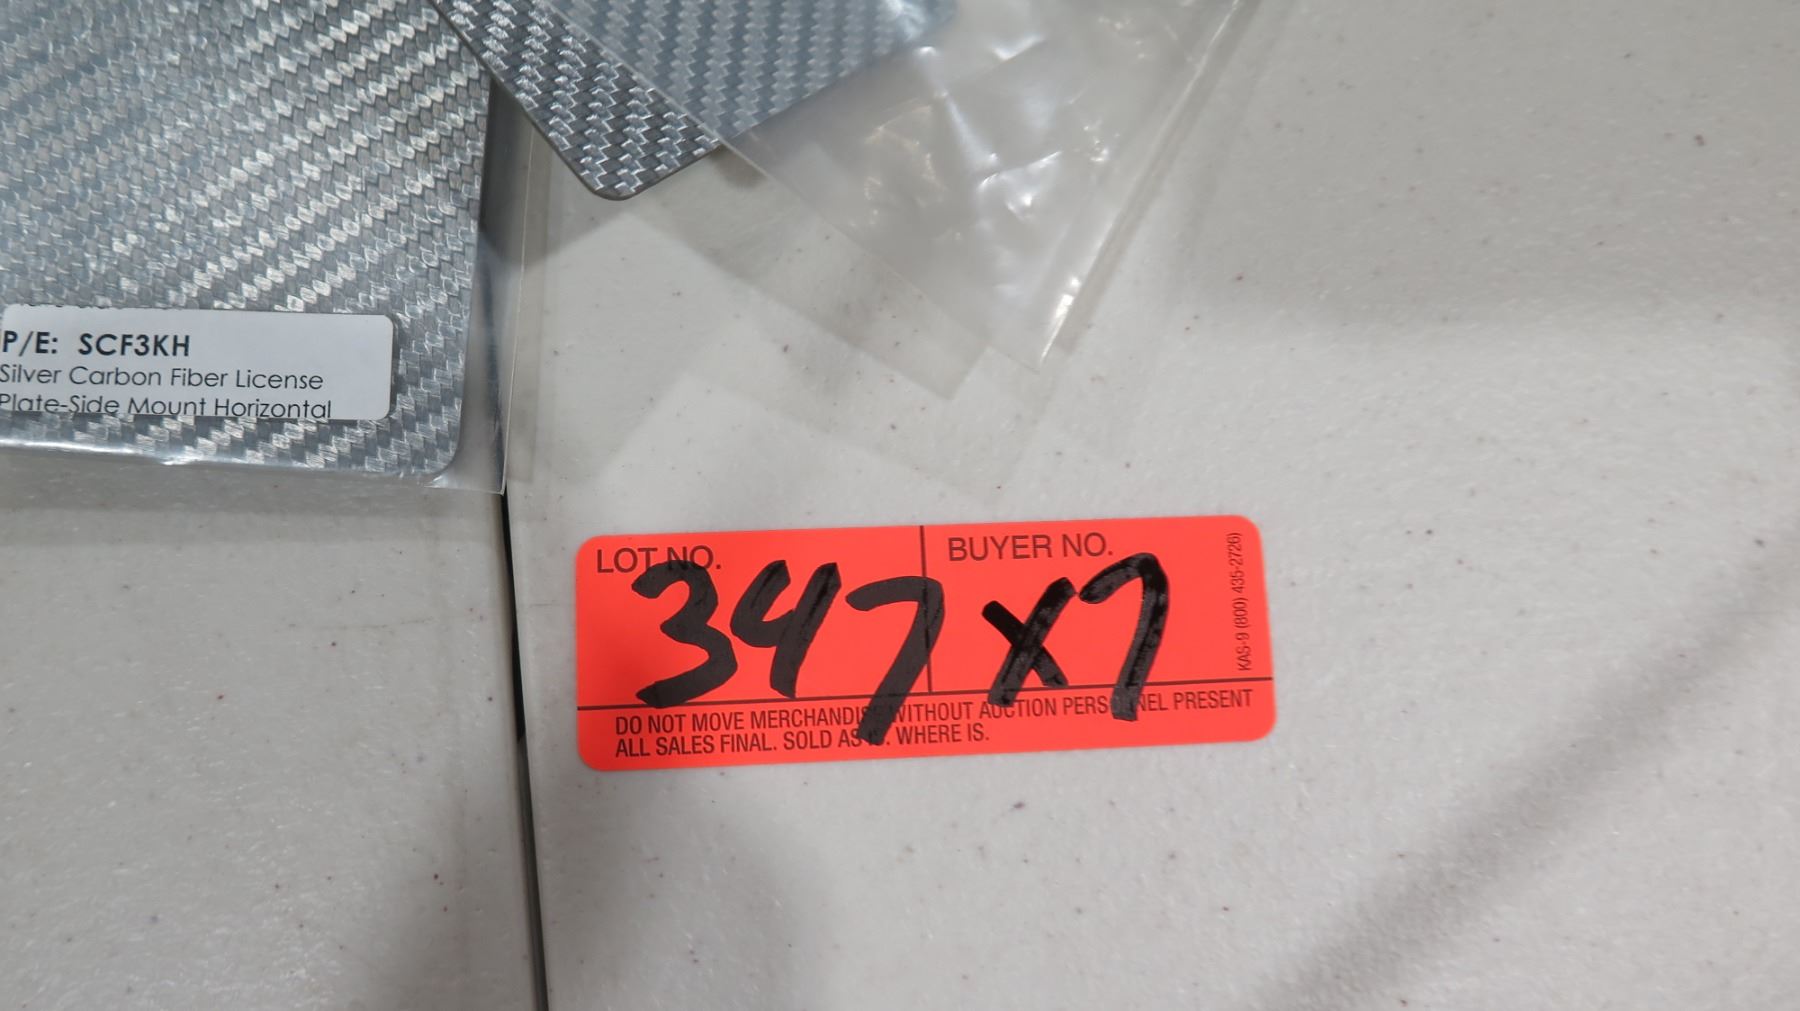 P/E: SCF3KH
Silver Carbon Fiber License
Plate-Side Mount Horizontal
LOT NO.
347 x7
BUYER NO.
KAS-9 (800) 435-2726)
DO NOT MOVE MERCHANDISE WITHOUT AUCTION PERSONNEL PRESENT
ALL SALES FINAL. SOLD AS IS. WHERE IS.